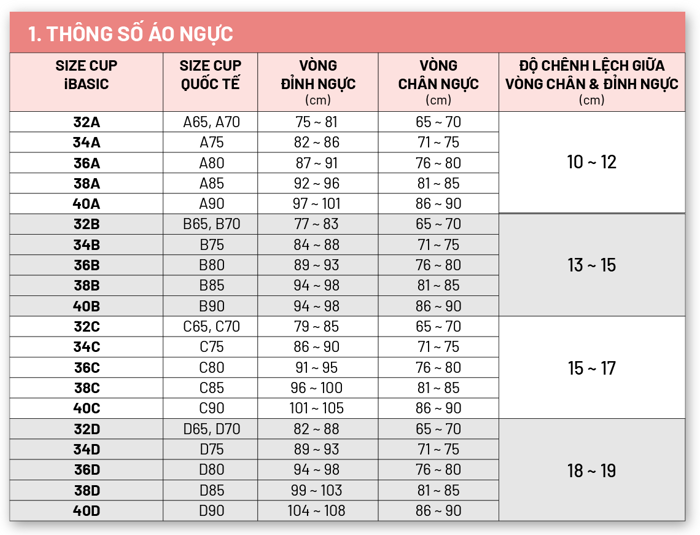 1. THÔNG SỐ ÁO NGỰC
SIZE CUP iBASIC | SIZE CUP QUỐC TẾ | VÒNG ĐỈNH NGỰC (cm) | VÒNG CHÂN NGỰC (cm) | ĐỘ CHÊNH LỆCH GIỮA VÒNG CHÂN & ĐỈNH NGỰC (cm)
32A | A65, A70 | 75 ~ 81 | 65 ~ 70 | 10 ~ 12
34A | A75 | 82 ~ 86 | 71 ~ 75
36A | A80 | 87 ~ 91 | 76 ~ 80
38A | A85 | 92 ~ 96 | 81 ~ 85
40A | A90 | 97 ~ 101 | 86 ~ 90
32B | B65, B70 | 77 ~ 83 | 65 ~ 70 | 13 ~ 15
34B | B75 | 84 ~ 88 | 71 ~ 75
36B | B80 | 89 ~ 93 | 76 ~ 80
38B | B85 | 94 ~ 98 | 81 ~ 85
40B | B90 | 94 ~ 98 | 86 ~ 90
32C | C65, C70 | 79 ~ 85 | 65 ~ 70 | 15 ~ 17
34C | C75 | 86 ~ 90 | 71 ~ 75
36C | C80 | 91 ~ 95 | 76 ~ 80
38C | C85 | 96 ~ 100 | 81 ~ 85
40C | C90 | 101 ~ 105 | 86 ~ 90
32D | D65, D70 | 82 ~ 88 | 65 ~ 70 | 18 ~ 19
34D | D75 | 89 ~ 93 | 71 ~ 75
36D | D80 | 94 ~ 98 | 76 ~ 80
38D | D85 | 99 ~ 103 | 81 ~ 85
40D | D90 | 104 ~ 108 | 86 ~ 90